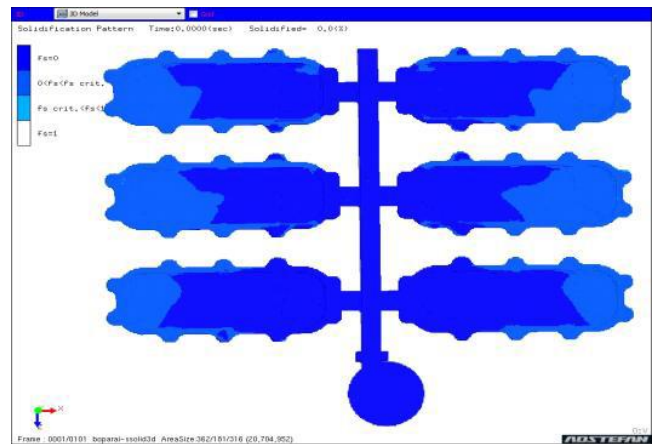 3D Model
Solidification Pattern Time:0.0000(sec) Solidified= 0.0(%)
Fs=0
0<fs<fs crit.
fs crit.<fs<1
Fs=1
X
Frame : 0001/0101 boparai-ssolid3d AreaSize:362/181/316 (20,704,952)
ADSTEFAN